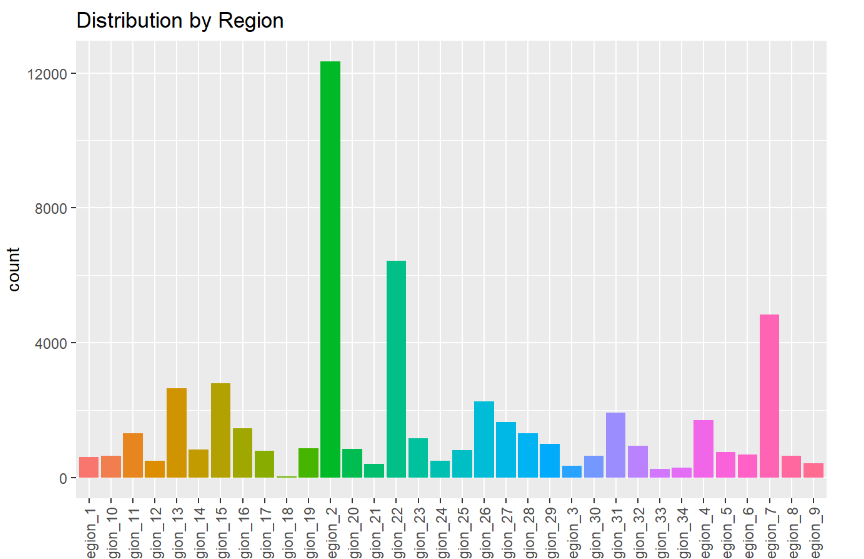 Distribution by Region
count
12000
8000
4000
0
egion_1
gion_10
gion_11
gion_12
gion_13
gion_14
gion_15
gion_16
gion_17
gion_18
gion_19
egion_2
gion_20
gion_21
gion_22
gion_23
gion_24
gion_25
gion_26
gion_27
gion_28
gion_29
egion_3
gion_30
gion_31
gion_32
gion_33
gion_34
egion_4
egion_5
egion_6
egion_7
egion_8
egion_9